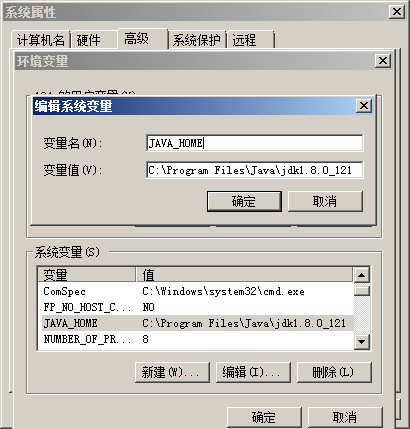 系统属性
计算机名 硬件 高级 系统保护 远程
环境变量
编辑系统变量
变量名(N): JAVA_HOME
变量值(V): C:\Program Files\Java\jdk1.8.0_121
确定 取消
系统变量(S)
变量 值
ComSpec C:\Windows\system32\cmd.exe
FP_NO_HOST_C... NO
JAVA_HOME C:\Program Files\Java\jdk1.8.0_121
NUMBER_OF_PR... 8
新建(W)... 编辑(I)... 删除(L)
确定 取消